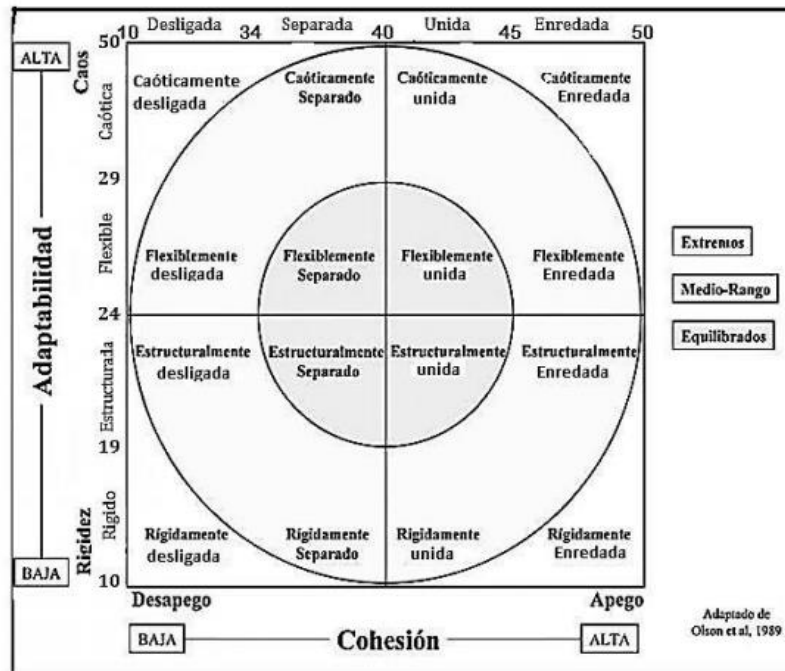 Desligada Separada Unida Enredada
10 34 40 45 50
50
ALTA
Caos
Caóticamente Caóticamente Caóticamente Caóticamente
desligada Separado unida Enredada
Caótica
29
Flexible
Flexiblemente Flexiblemente Flexiblemente Flexiblemente
desligada Separado unida Enredada
Extremos
Medio-Rango
Equilibrados
24
Adaptabilidad
Estructurada
Estructuralmente Estructuralmente Estructuralmente Estructuralmente
desligada Separado unida Enredada
19
Rígido
Rigidez
Rígidamente Rígidamente Rígidamente Rígidamente
desligada Separado unida Enredada
BAJA
10
Desapego Apego
BAJA Cohesión ALTA
Adaptado de
Olson et al, 1989